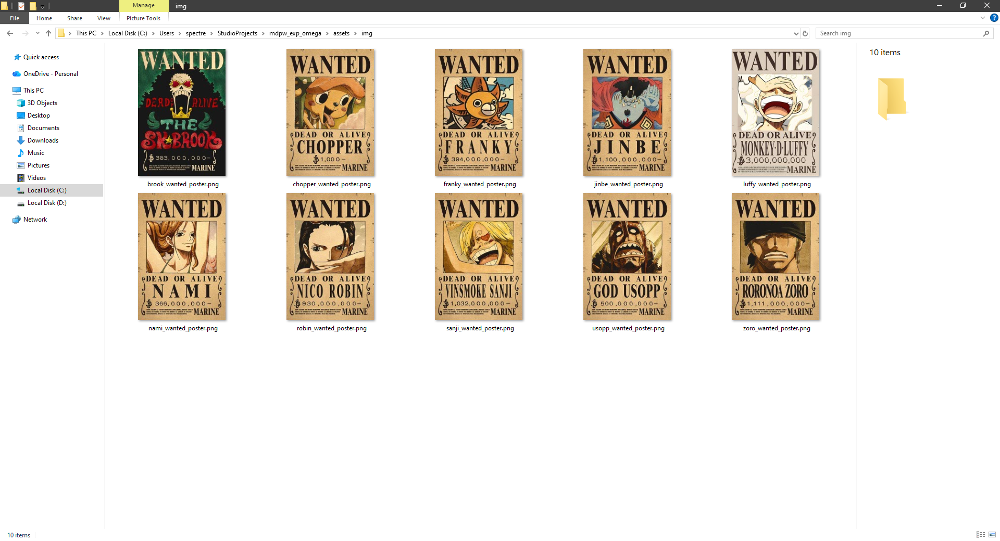 Manage
img
File
Home
Share
View
Picture Tools
This PC
Local Disk (C:)
Users
spectre
StudioProjects
mdpw_exp_omega
assets
img
Search img
Quick access
OneDrive - Personal
This PC
3D Objects
Desktop
Documents
Downloads
Music
Pictures
Videos
Local Disk (C:)
Local Disk (D:)
Network
WANTED
DEAD OR ALIVE
THE
383,000,000-
MARINE
brook_wanted_poster.png
WANTED
DEAD OR ALIVE
CHOPPER
1,000-
MARINE
chopper_wanted_poster.png
WANTED
DEAD OR ALIVE
FRANKY
394,000,000-
MARINE
franky_wanted_poster.png
WANTED
DEAD OR ALIVE
JINBE
1,100,000,000-
MARINE
jinbe_wanted_poster.png
WANTED
DEAD OR ALIVE
MONKEY·D·LUFFY
3,000,000,000
MARINE
luffy_wanted_poster.png
WANTED
DEAD OR ALIVE
NAMI
366,000,000-
MARINE
nami_wanted_poster.png
WANTED
DEAD OR ALIVE
NICO ROBIN
930,000,000-
MARINE
robin_wanted_poster.png
WANTED
DEAD OR ALIVE
VINSMOKE SANJI
1,032,000,000-
MARINE
sanji_wanted_poster.png
WANTED
DEAD OR ALIVE
GOD USOPP
500,000,000-
MARINE
usopp_wanted_poster.png
WANTED
DEAD OR ALIVE
RORONOA ZORO
1,111,000,000-
MARINE
zoro_wanted_poster.png
10 items
10 items